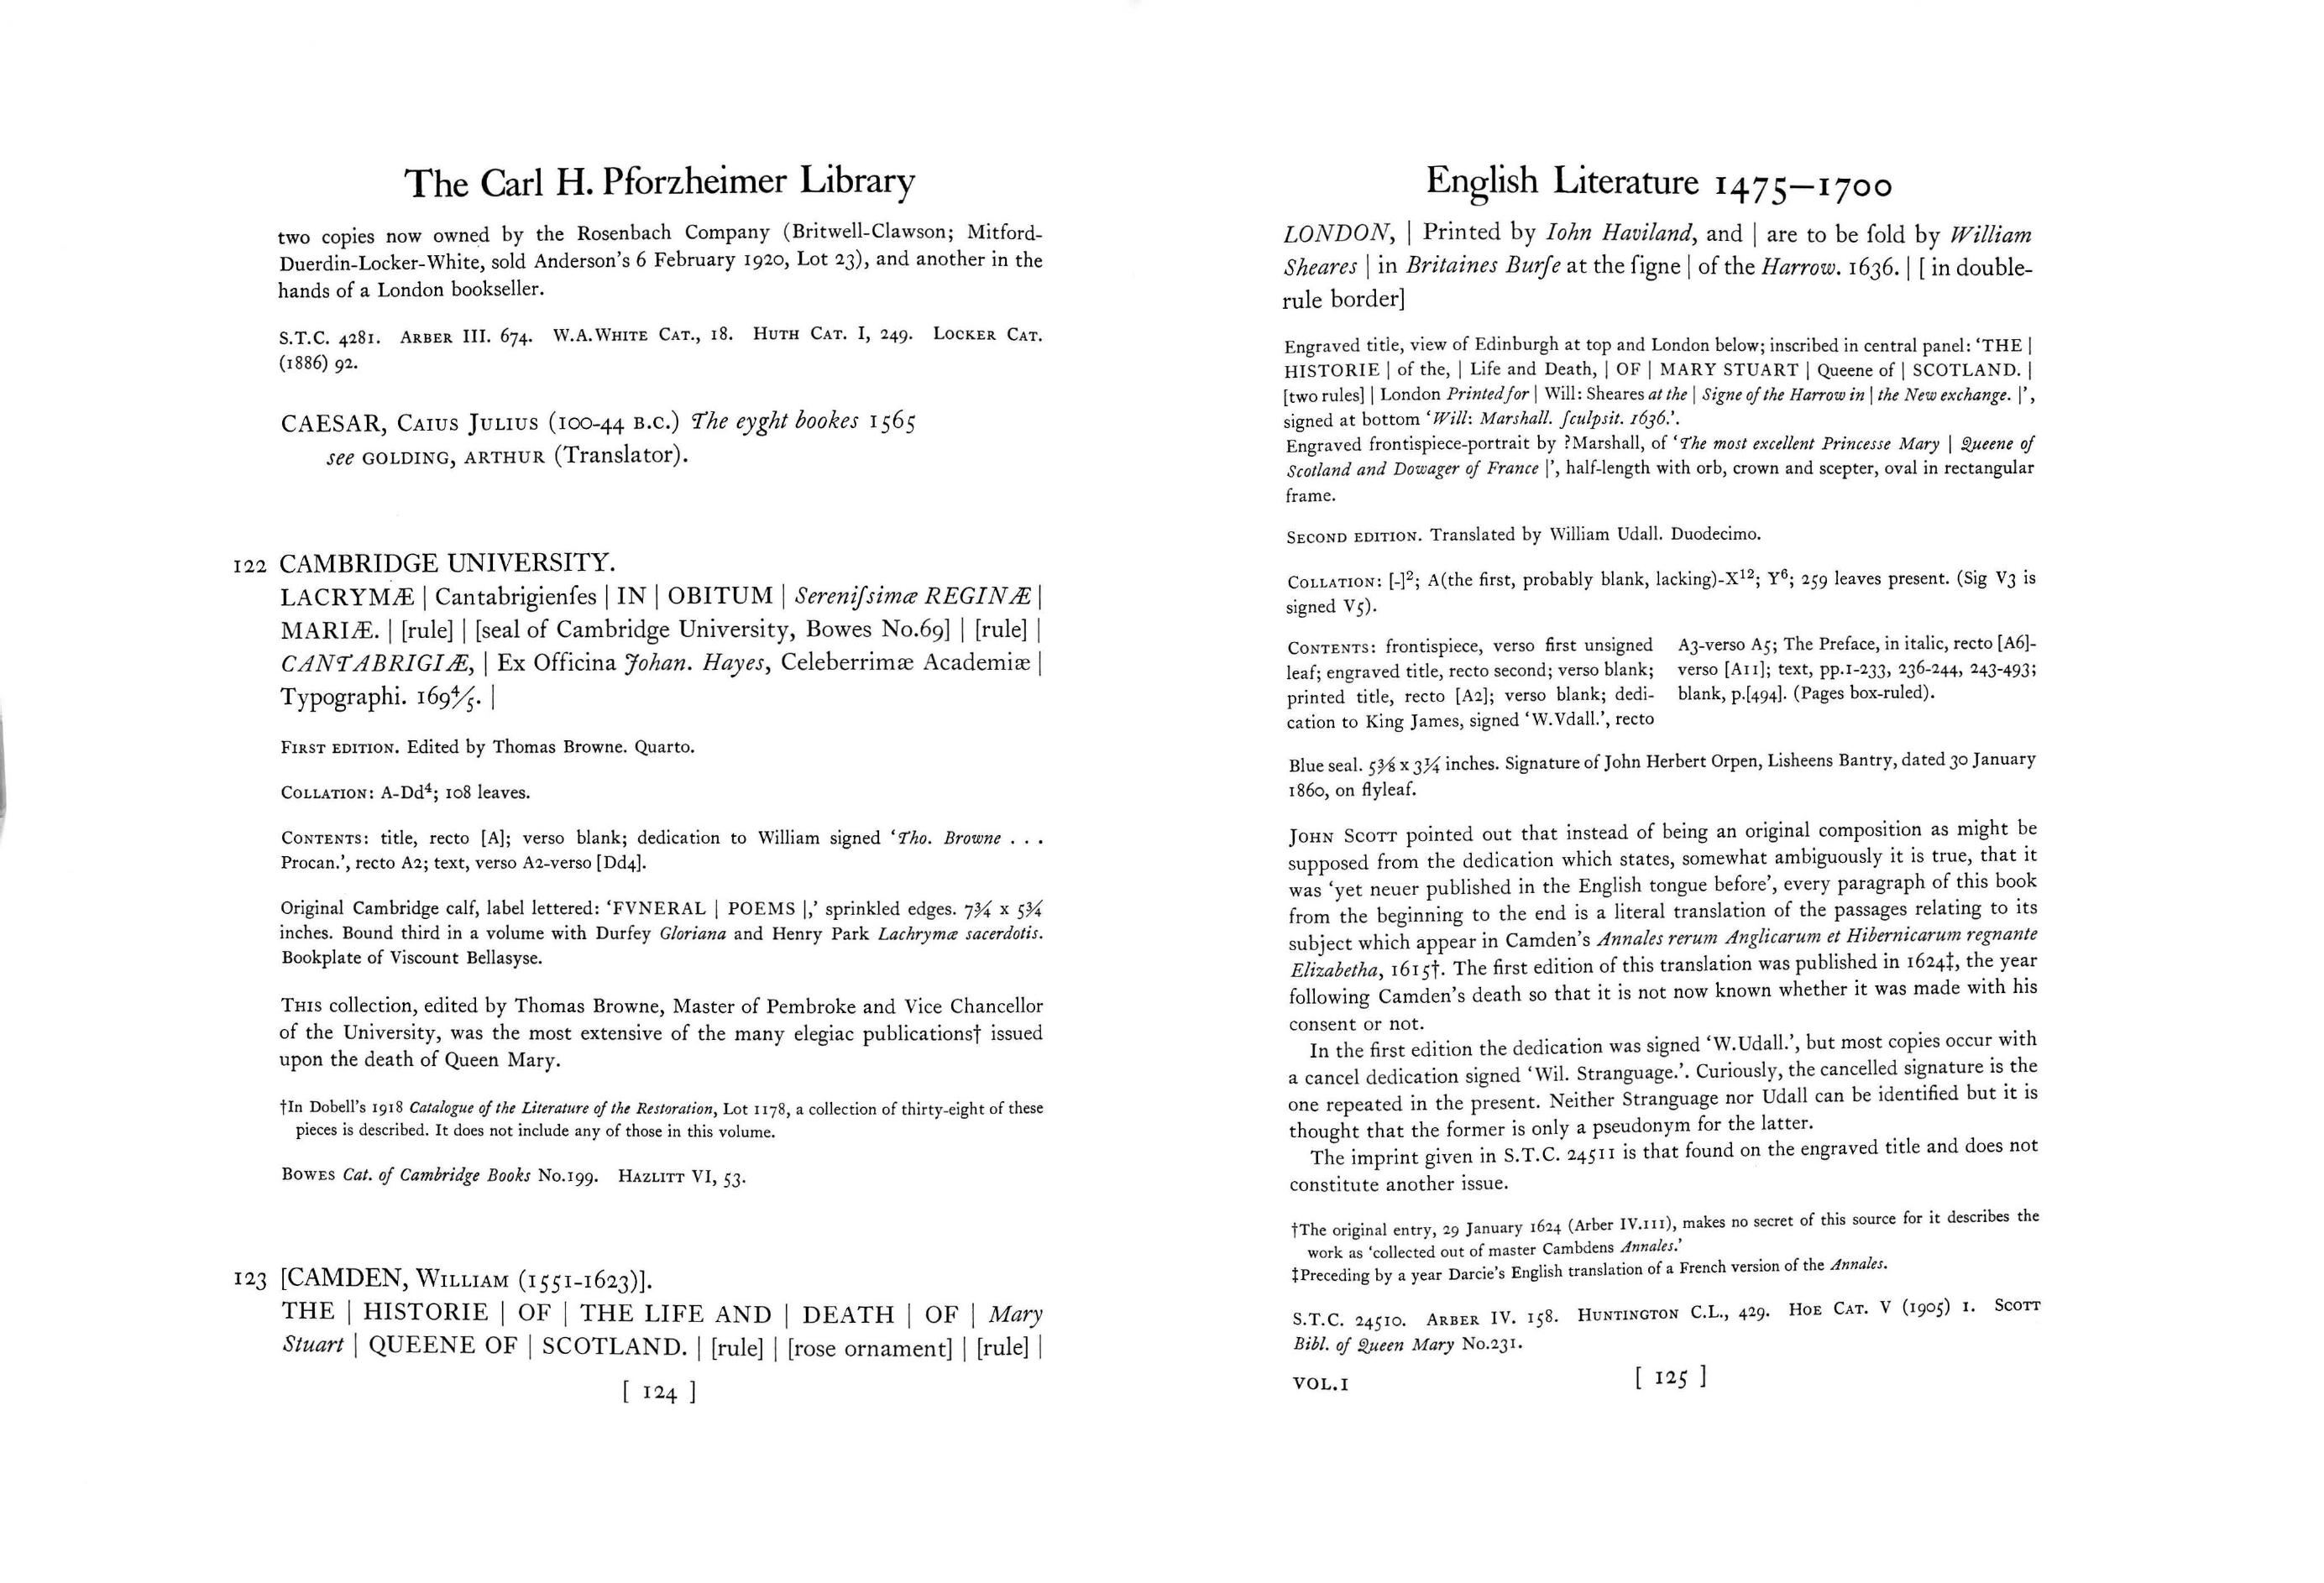 The Carl H. Pforzheimer Library
two copies now owned by the Rosenbach Company (Britwell-Clawson; Mitford-
Duerdin-Locker-White, sold Anderson's 6 February 1920, Lot 23), and another in the
hands of a London bookseller.
S.T.C. 4281. ARBER III. 674. W.A.WHITE CAT., 18. HUTH CAT. I, 249. LOCKER CAT.
(1886) 92.
CAESAR, CAIUS JULIUS (100-44 B.C.) The eyght bookes 1565
see GOLDING, ARTHUR (Translator).
122 CAMBRIDGE UNIVERSITY.
LACRYMÆ | Cantabrigienſes | IN | OBITUM | Sereniſsimæ REGINÆ |
MARIÆ. | [rule] | [seal of Cambridge University, Bowes No.69] | [rule] |
CANTABRIGIÆ, | Ex Officina Johan. Hayes, Celeberrimæ Academiæ |
Typographi. 169⁴⁄₅. |
FIRST EDITION. Edited by Thomas Browne. Quarto.
COLLATION: A-Dd⁴; 108 leaves.
CONTENTS: title, recto [A]; verso blank; dedication to William signed ‘Tho. Browne . . .
Procan.’, recto A2; text, verso A2-verso [Dd4].
Original Cambridge calf, label lettered: ‘FVNERAL | POEMS |,’ sprinkled edges. 7¾ x 5¾
inches. Bound third in a volume with Durfey Gloriana and Henry Park Lachrymæ sacerdotis.
Bookplate of Viscount Bellasyse.
THIS collection, edited by Thomas Browne, Master of Pembroke and Vice Chancellor
of the University, was the most extensive of the many elegiac publications† issued
upon the death of Queen Mary.
†In Dobell's 1918 Catalogue of the Literature of the Restoration, Lot 1178, a collection of thirty-eight of these
pieces is described. It does not include any of those in this volume.
BOWES Cat. of Cambridge Books No.199. HAZLITT VI, 53.
123 [CAMDEN, WILLIAM (1551-1623)].
THE | HISTORIE | OF | THE LIFE AND | DEATH | OF | Mary
Stuart | QUEENE OF | SCOTLAND. | [rule] | [rose ornament] | [rule] |
[ 124 ]
English Literature 1475–1700
LONDON, | Printed by Iohn Haviland, and | are to be ſold by William
Sheares | in Britaines Burſe at the ſigne | of the Harrow. 1636. | [ in double-
rule border]
Engraved title, view of Edinburgh at top and London below; inscribed in central panel: ‘THE |
HISTORIE | of the, | Life and Death, | OF | MARY STUART | Queene of | SCOTLAND. |
[two rules] | London Printed for | Will: Sheares at the | Signe of the Harrow in | the New exchange. |’,
signed at bottom ‘Will: Marshall. ſculpsit. 1636.’.
Engraved frontispiece-portrait by ?Marshall, of ‘The most excellent Princesse Mary | Queene of
Scotland and Dowager of France |’, half-length with orb, crown and scepter, oval in rectangular
frame.
SECOND EDITION. Translated by William Udall. Duodecimo.
COLLATION: [-]²; A(the first, probably blank, lacking)-X¹²; Y⁶; 259 leaves present. (Sig V3 is
signed V5).
CONTENTS: frontispiece, verso first unsigned
leaf; engraved title, recto second; verso blank;
printed title, recto [A2]; verso blank; dedi-
cation to King James, signed ‘W.Vdall.’, recto
A3-verso A5; The Preface, in italic, recto [A6]-
verso [A11]; text, pp.1-233, 236-244, 243-493;
blank, p.[494]. (Pages box-ruled).
Blue seal. 5⅜ x 3¼ inches. Signature of John Herbert Orpen, Lisheens Bantry, dated 30 January
1860, on flyleaf.
JOHN SCOTT pointed out that instead of being an original composition as might be
supposed from the dedication which states, somewhat ambiguously it is true, that it
was ‘yet neuer published in the English tongue before’, every paragraph of this book
from the beginning to the end is a literal translation of the passages relating to its
subject which appear in Camden's Annales rerum Anglicarum et Hibernicarum regnante
Elizabetha, 1615†. The first edition of this translation was published in 1624‡, the year
following Camden's death so that it is not now known whether it was made with his
consent or not.
In the first edition the dedication was signed ‘W.Udall.’, but most copies occur with
a cancel dedication signed ‘Wil. Stranguage.’. Curiously, the cancelled signature is the
one repeated in the present. Neither Stranguage nor Udall can be identified but it is
thought that the former is only a pseudonym for the latter.
The imprint given in S.T.C. 24511 is that found on the engraved title and does not
constitute another issue.
†The original entry, 29 January 1624 (Arber IV.111), makes no secret of this source for it describes the
work as ‘collected out of master Cambdens Annales.’
‡Preceding by a year Darcie's English translation of a French version of the Annales.
S.T.C. 24510. ARBER IV. 158. HUNTINGTON C.L., 429. HOE CAT. V (1905) 1. SCOTT
Bibl. of Queen Mary No.231.
VOL.I
[ 125 ]